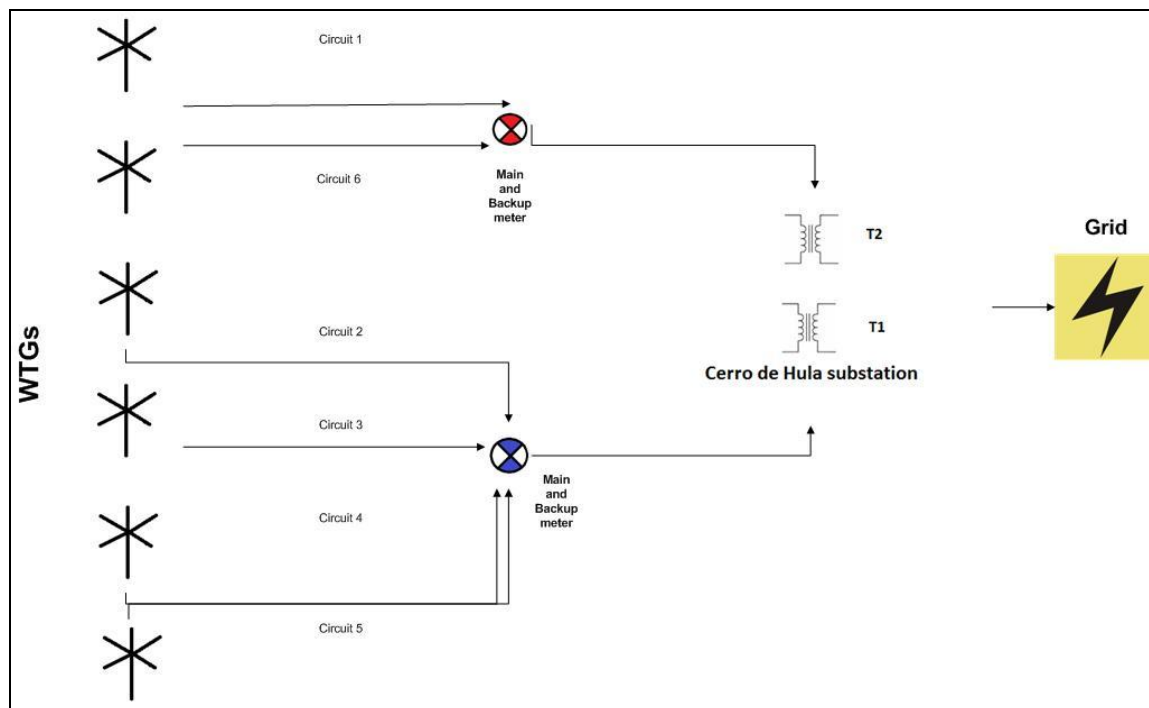 WTGs
Circuit 1
Circuit 6
Main
and
Backup
meter
T2
Grid
Circuit 2
T1
Cerro de Hula substation
Circuit 3
Main
and
Backup
meter
Circuit 4
Circuit 5